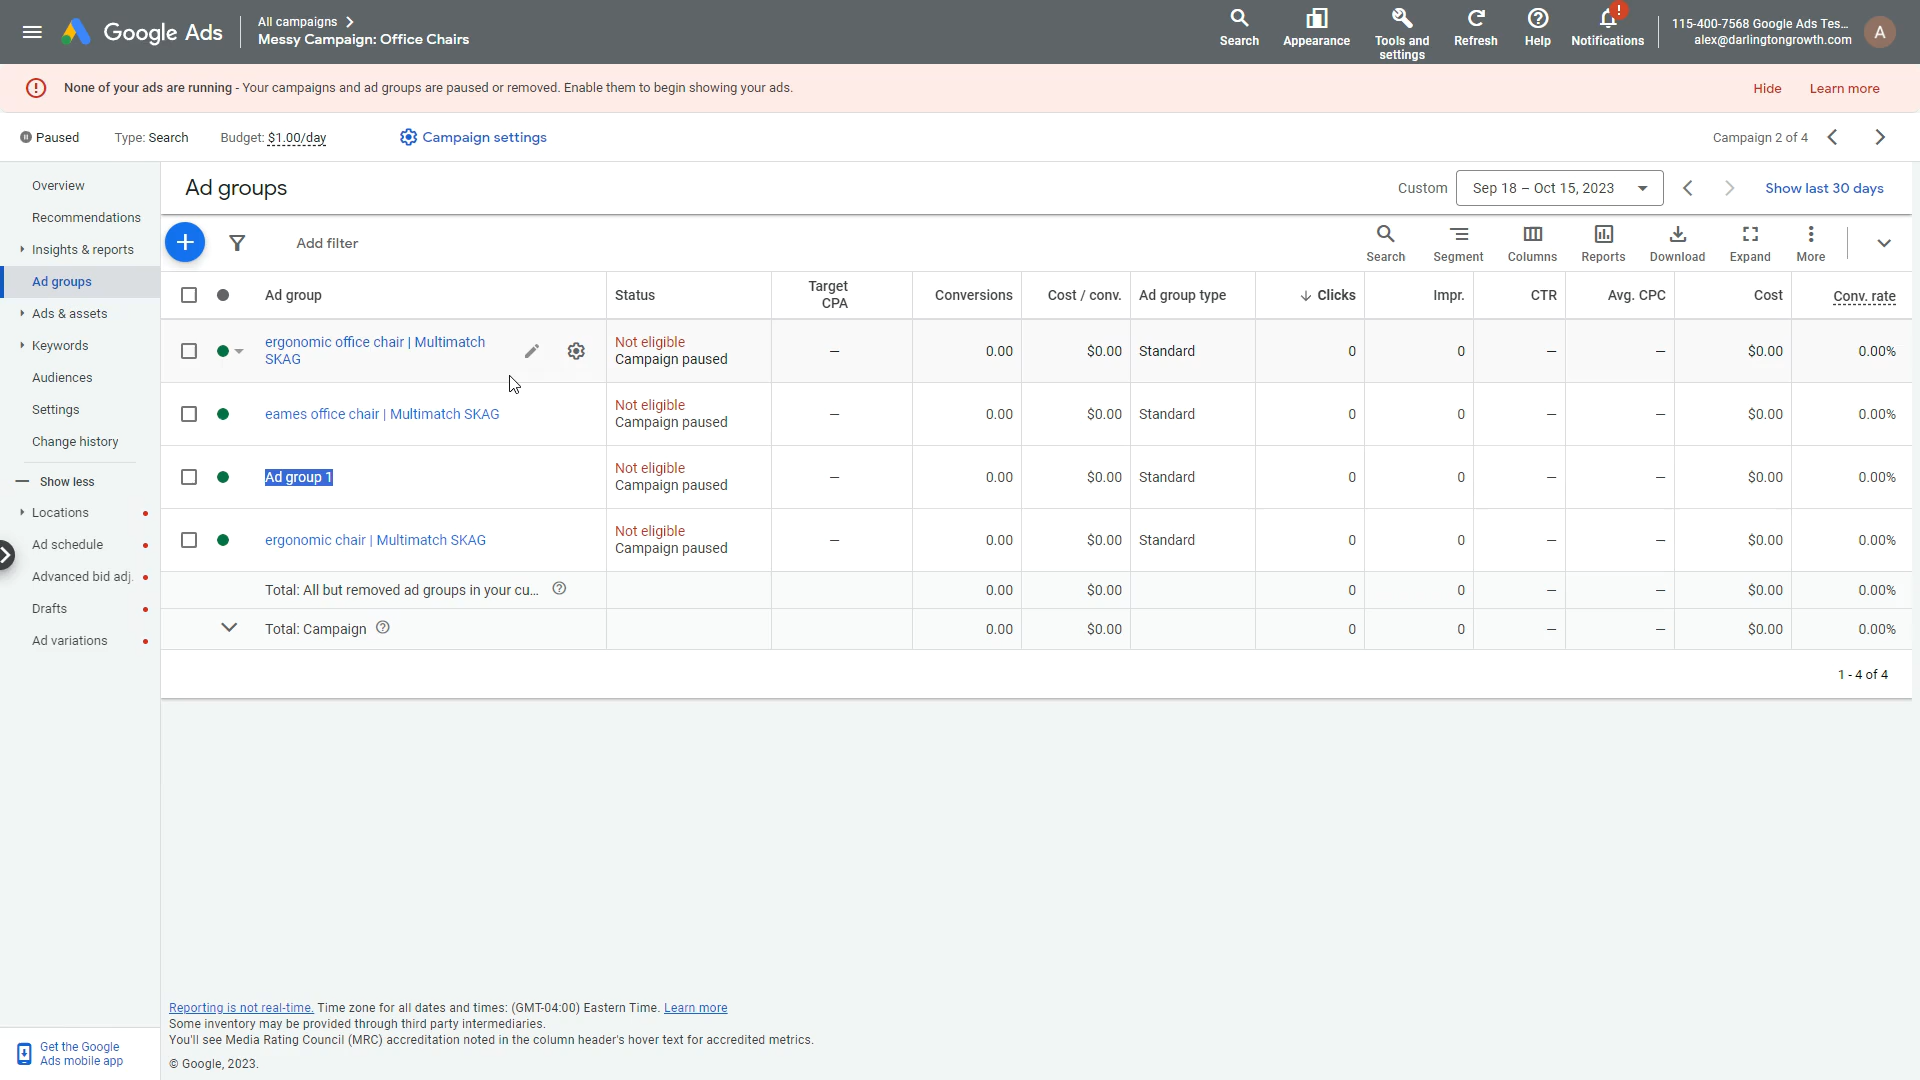 Google Ads
All campaigns
Messy Campaign: Office Chairs
Search
Appearance
Tools and
settings
Refresh
Help
!
Notifications
115-400-7568 Google Ads Tes...
alex@darlingtongrowth.com
A
None of your ads are running - Your campaigns and ad groups are paused or removed. Enable them to begin showing your ads.
Hide
Learn more
Paused
Type: Search
Budget: $1.00/day
Campaign settings
Campaign 2 of 4
Overview
Recommendations
Insights & reports
Ad groups
Ads & assets
Keywords
Audiences
Settings
Change history
Show less
Locations
Ad schedule
Advanced bid adj.
Drafts
Ad variations
Get the Google
Ads mobile app
Ad groups
Custom
Sep 18 – Oct 15, 2023
Show last 30 days
Add filter
Search
Segment
Columns
Reports
Download
Expand
More
Ad group Status Target CPA Conversions Cost / conv. Ad group type Clicks Impr. CTR Avg. CPC Cost Conv. rate
ergonomic office chair | Multimatch
SKAG
Not eligible
Campaign paused
— 0.00 $0.00 Standard 0 0 — — $0.00 0.00%
eames office chair | Multimatch SKAG
Not eligible
Campaign paused
— 0.00 $0.00 Standard 0 0 — — $0.00 0.00%
Ad group 1
Not eligible
Campaign paused
— 0.00 $0.00 Standard 0 0 — — $0.00 0.00%
ergonomic chair | Multimatch SKAG
Not eligible
Campaign paused
— 0.00 $0.00 Standard 0 0 — — $0.00 0.00%
Total: All but removed ad groups in your cu... 0.00 $0.00 0 0 — — $0.00 0.00%
Total: Campaign 0.00 $0.00 0 0 — — $0.00 0.00%
1 - 4 of 4
Reporting is not real-time. Time zone for all dates and times: (GMT-04:00) Eastern Time. Learn more
Some inventory may be provided through third party intermediaries.
You'll see Media Rating Council (MRC) accreditation noted in the column header's hover text for accredited metrics.
© Google, 2023.